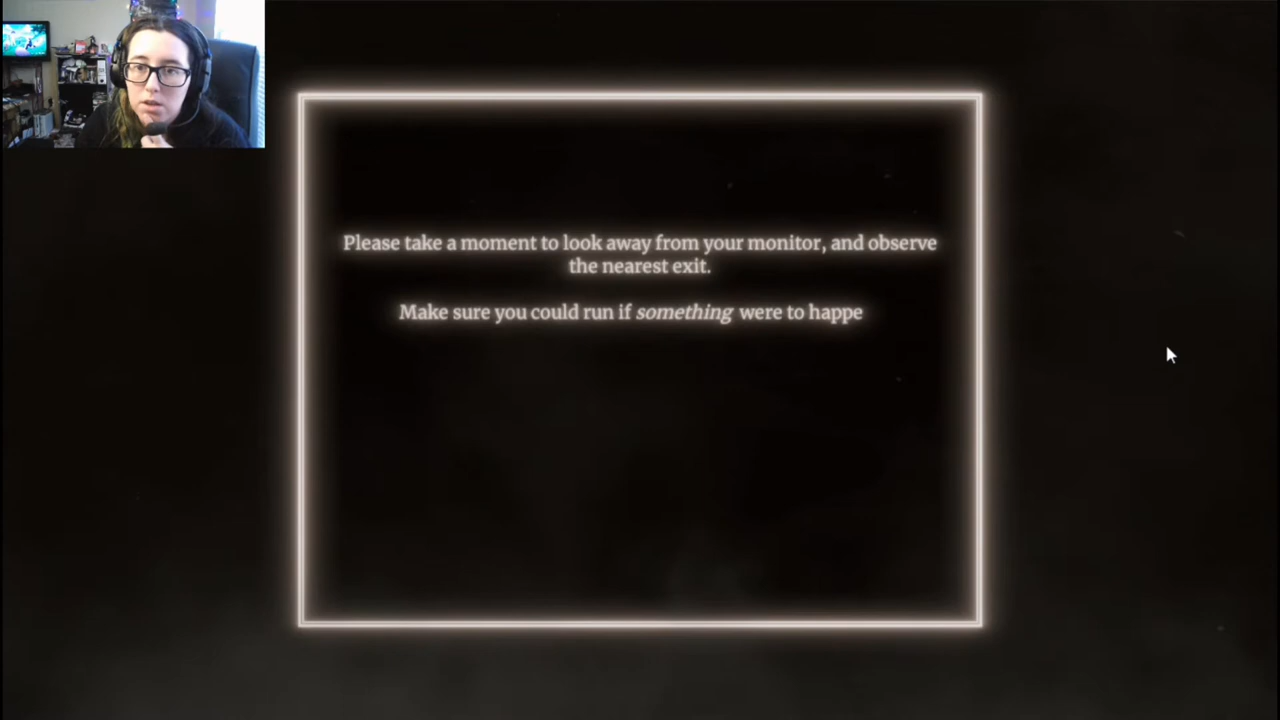 Please take a moment to look away from your monitor, and observe
the nearest exit.
Make sure you could run if something were to happe